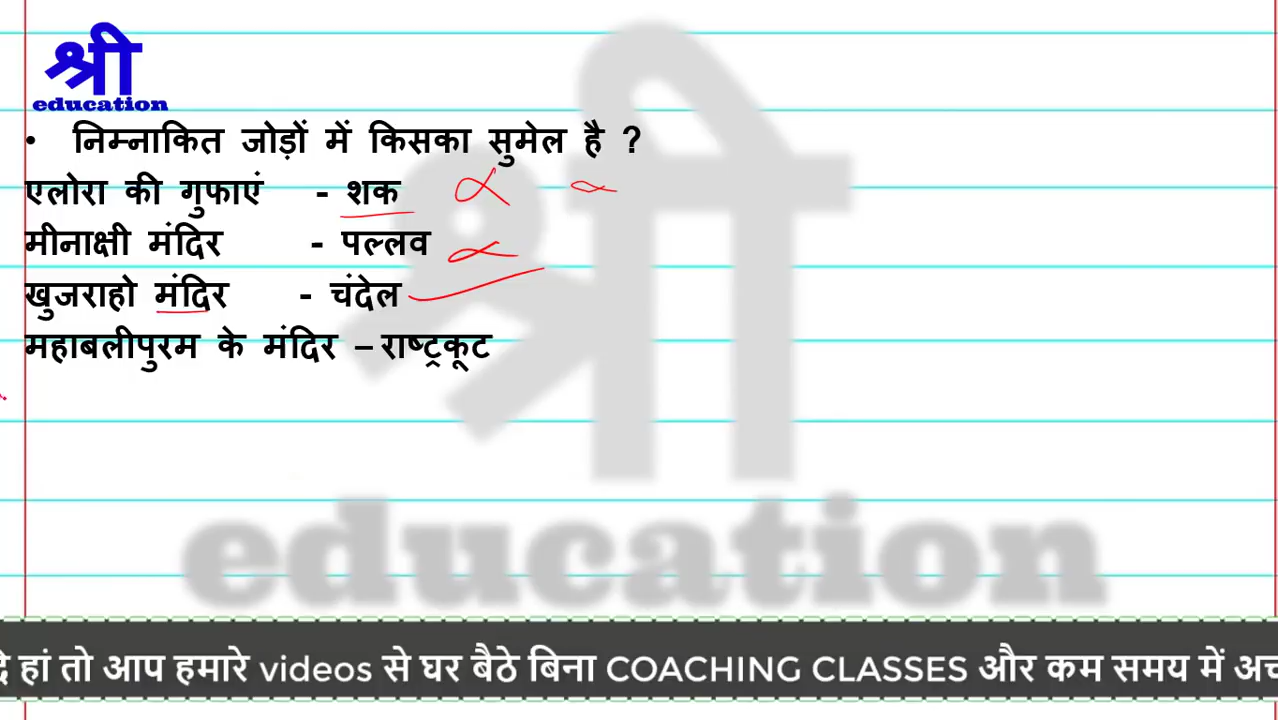 श्री
education
• निम्नाकित जोड़ों में किसका सुमेल है ?
एलोरा की गुफाएं - शक
मीनाक्षी मंदिर - पल्लव
खुजराहो मंदिर - चंदेल
महाबलीपुरम के मंदिर – राष्ट्रकूट
श्री
education
दि हां तो आप हमारे videos से घर बैठे बिना COACHING CLASSES और कम समय में